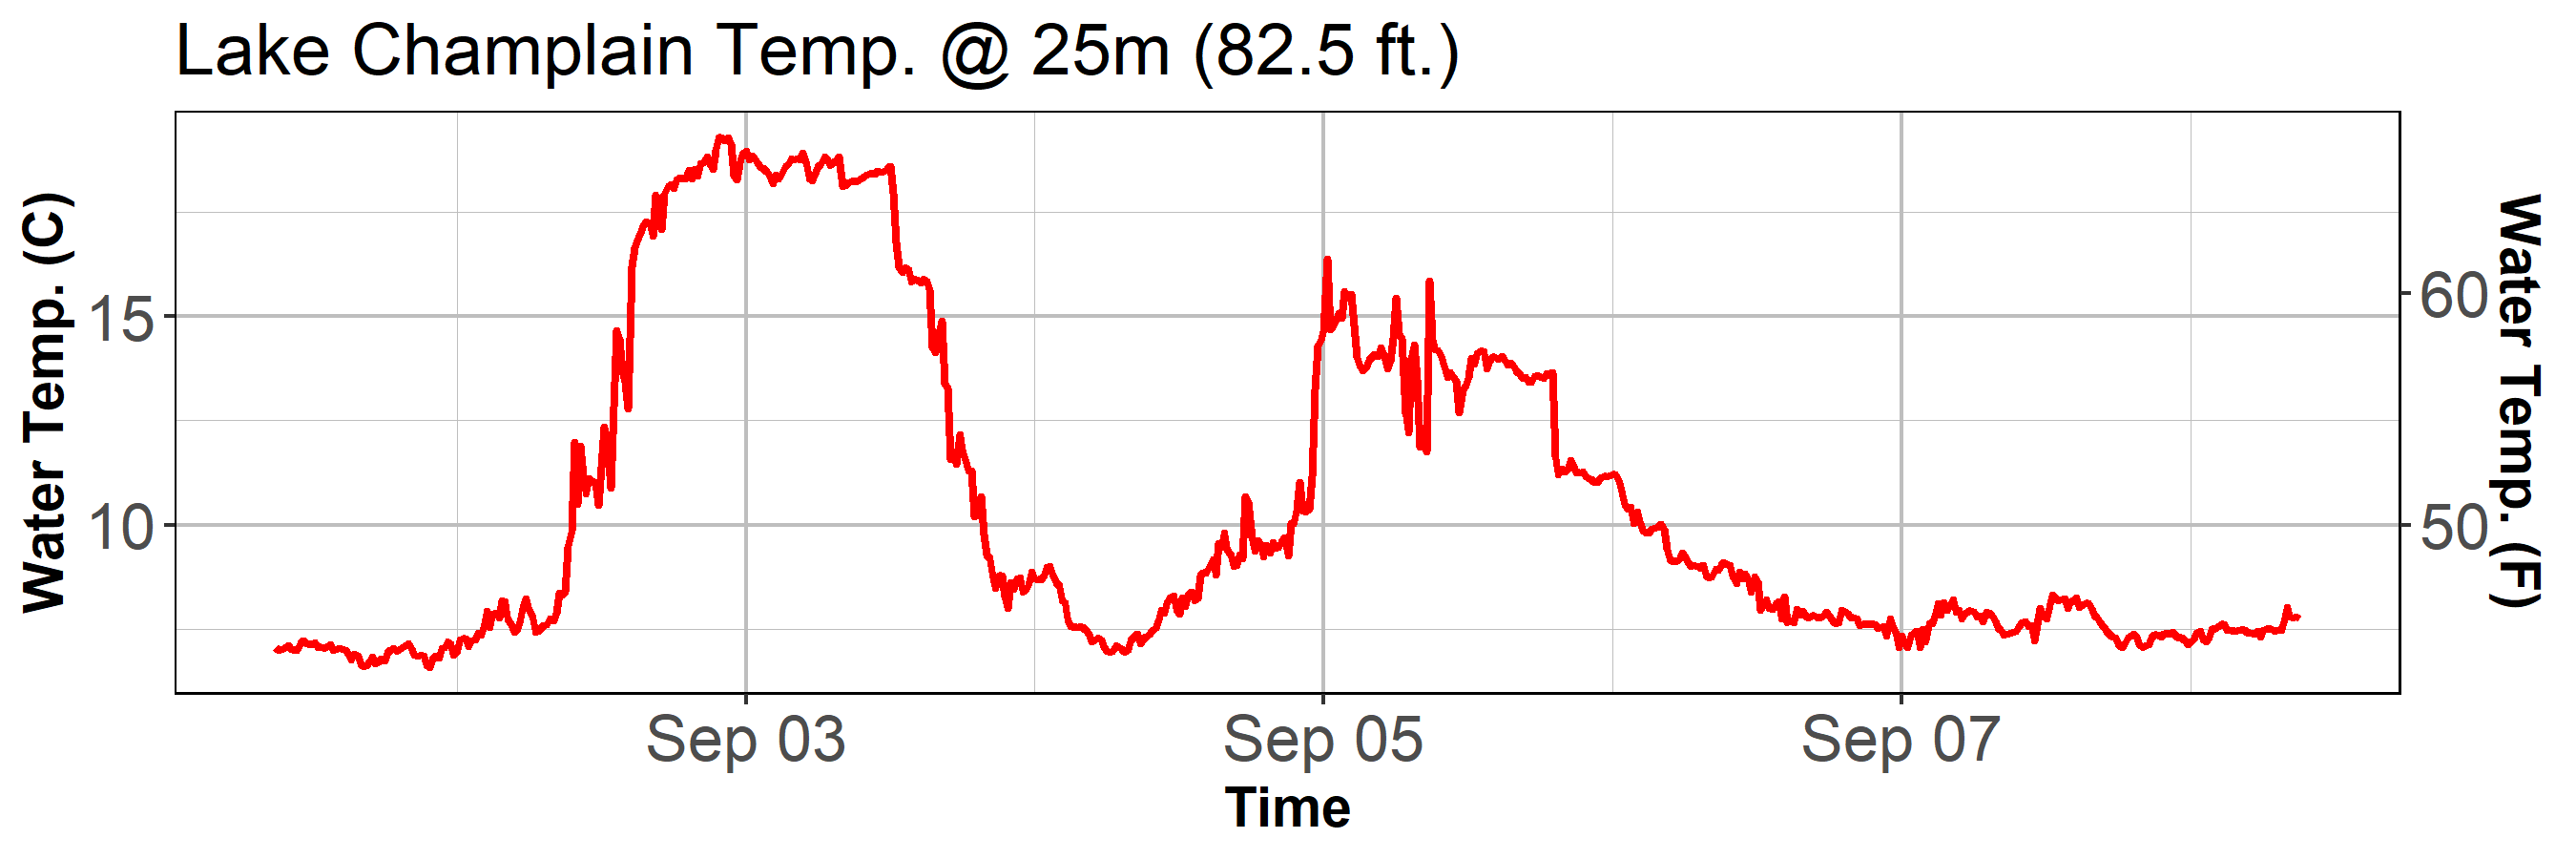 Lake Champlain Temp. @ 25m (82.5 ft.)
Water Temp. (C)
15
10
60
50
Water Temp. (F)
Sep 03
Sep 05
Sep 07
Time